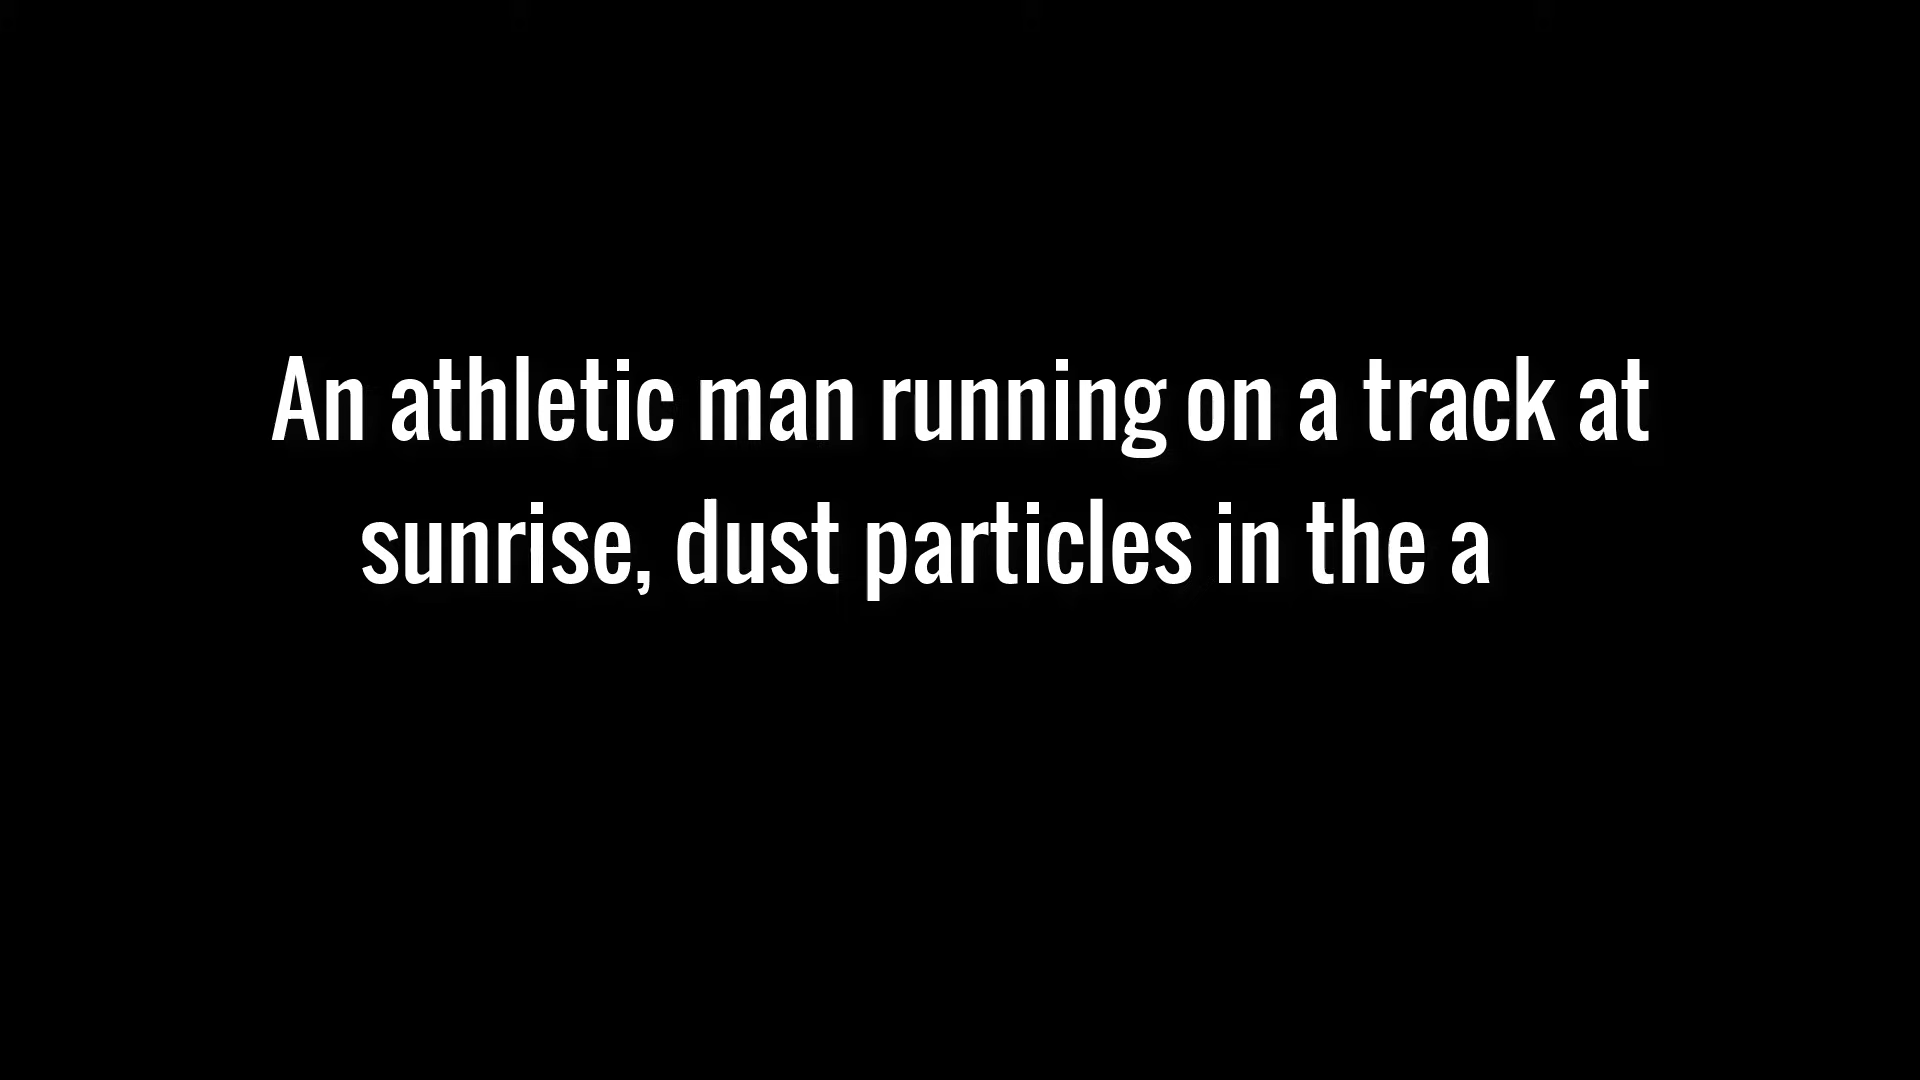 An athletic man running on a track at
sunrise, dust particles in the a